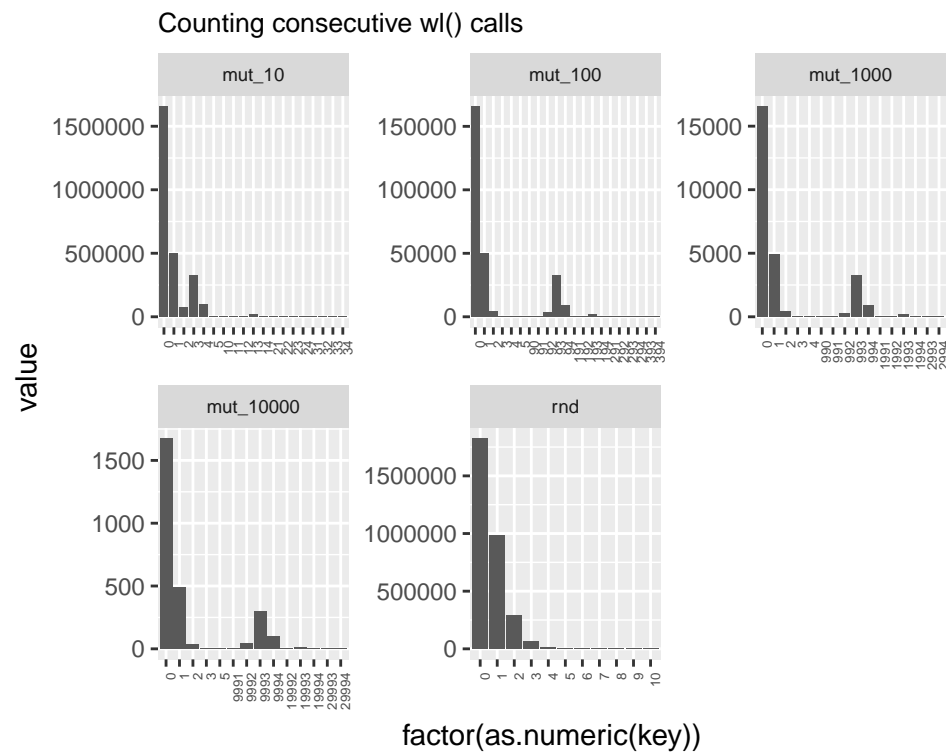 Counting consecutive wl() calls
mut_10
mut_100
mut_1000
1500000
1000000
500000
0
0 1 2 3 4 5 10 11 12 13 14 21 22 23 24 31 32 33 34
150000
100000
50000
0
0 1 2 3 4 5 90 91 92 93 94 191 192 193 194 291 292 293 294 393 394
15000
10000
5000
0
0 1 2 3 4 990 991 992 993 994 1991 1992 1993 1994 2993 2994
value
mut_10000
rnd
1500
1000
500
0
0 1 2 3 5 9991 9992 9993 9994 19992 19993 19994 29993 29994
1500000
1000000
500000
0
0 1 2 3 4 5 6 7 8 9 10
factor(as.numeric(key))